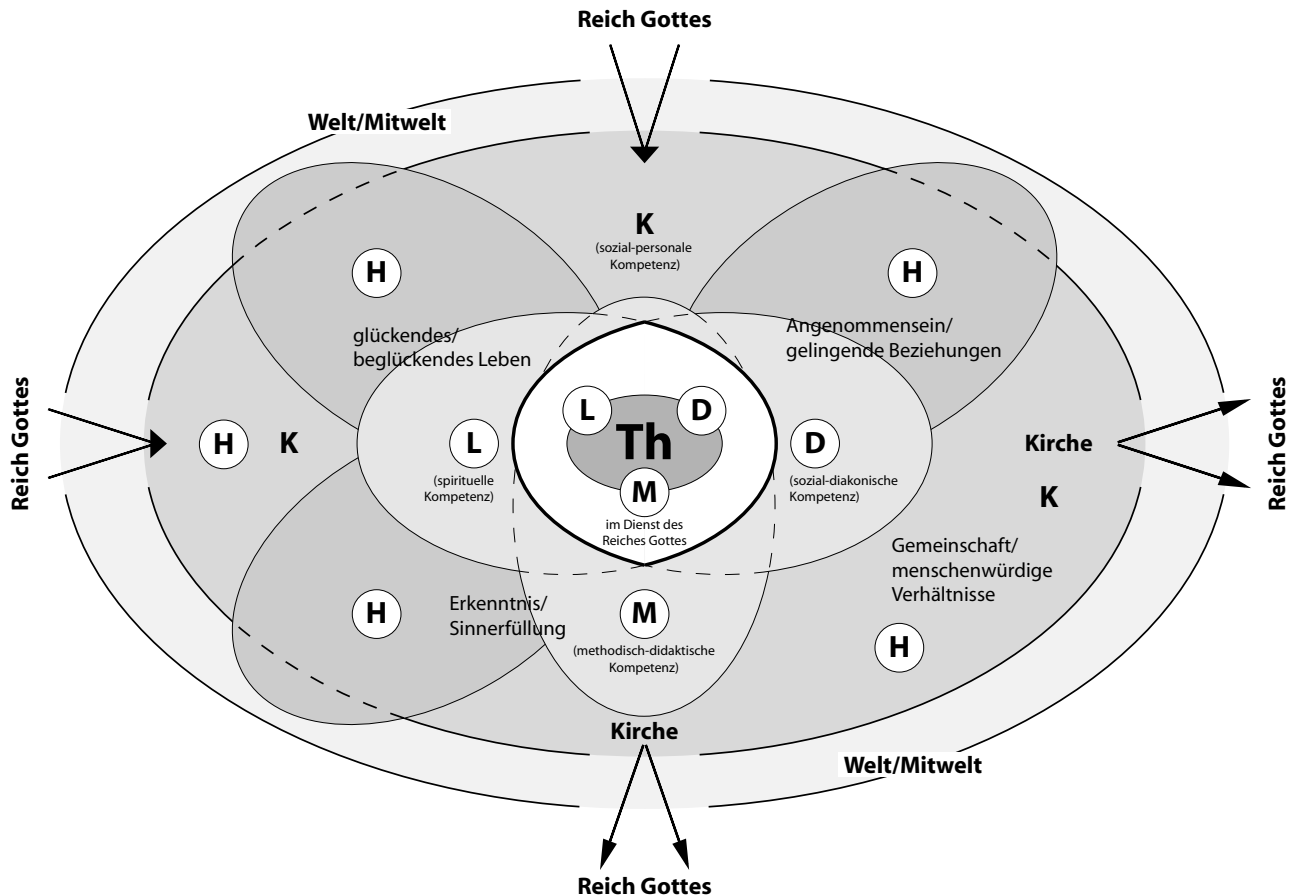 Reich Gottes
Welt/Mitwelt
K
(sozial-personale
Kompetenz)
H
H
glückendes/
beglückendes Leben
Angenommensein/
gelingende Beziehungen
Reich Gottes
H
K
L
(spirituelle
Kompetenz)
L
D
Th
M
im Dienst des
Reiches Gottes
D
(sozial-diakonische
Kompetenz)
Kirche
K
Reich Gottes
Gemeinschaft/
menschenwürdige
Verhältnisse
H
H
Erkenntnis/
Sinnerfüllung
M
(methodisch-didaktische
Kompetenz)
Kirche
Welt/Mitwelt
Reich Gottes